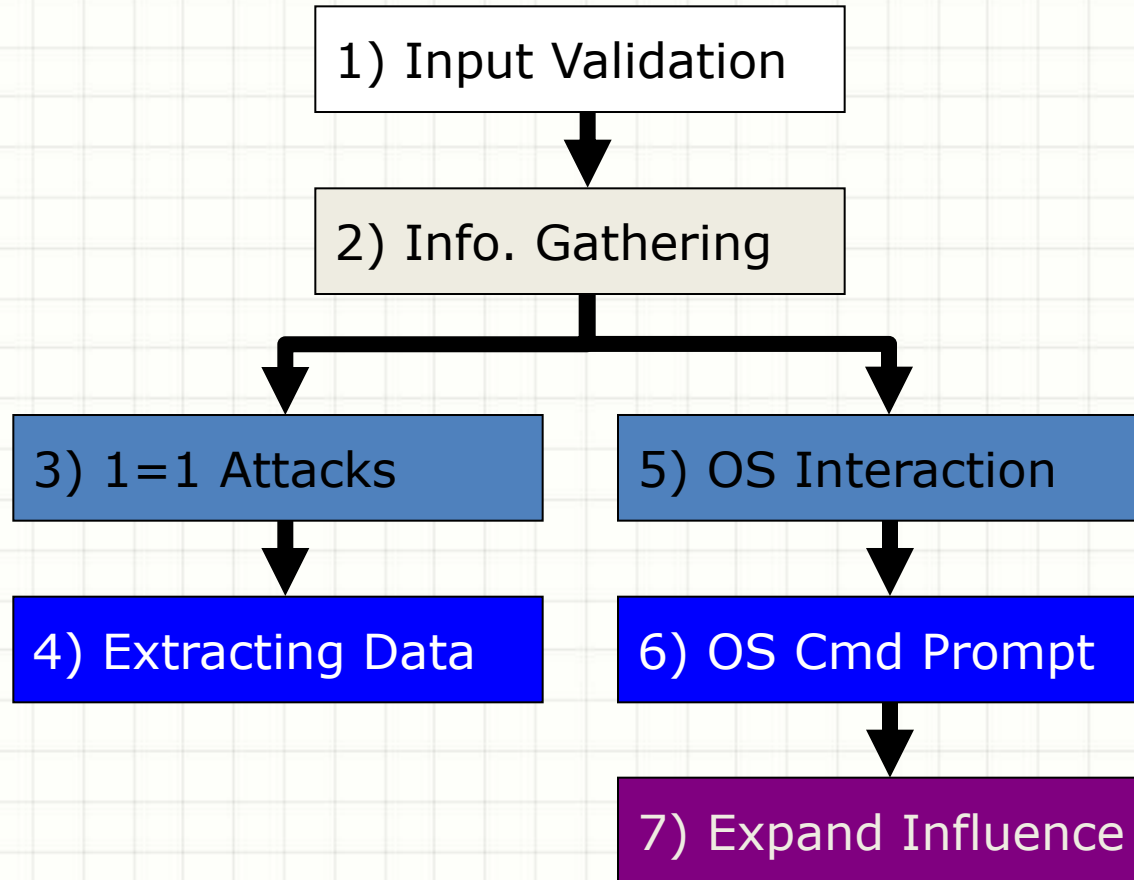 1) Input Validation
2) Info. Gathering
3) 1=1 Attacks
5) OS Interaction
4) Extracting Data
6) OS Cmd Prompt
7) Expand Influence